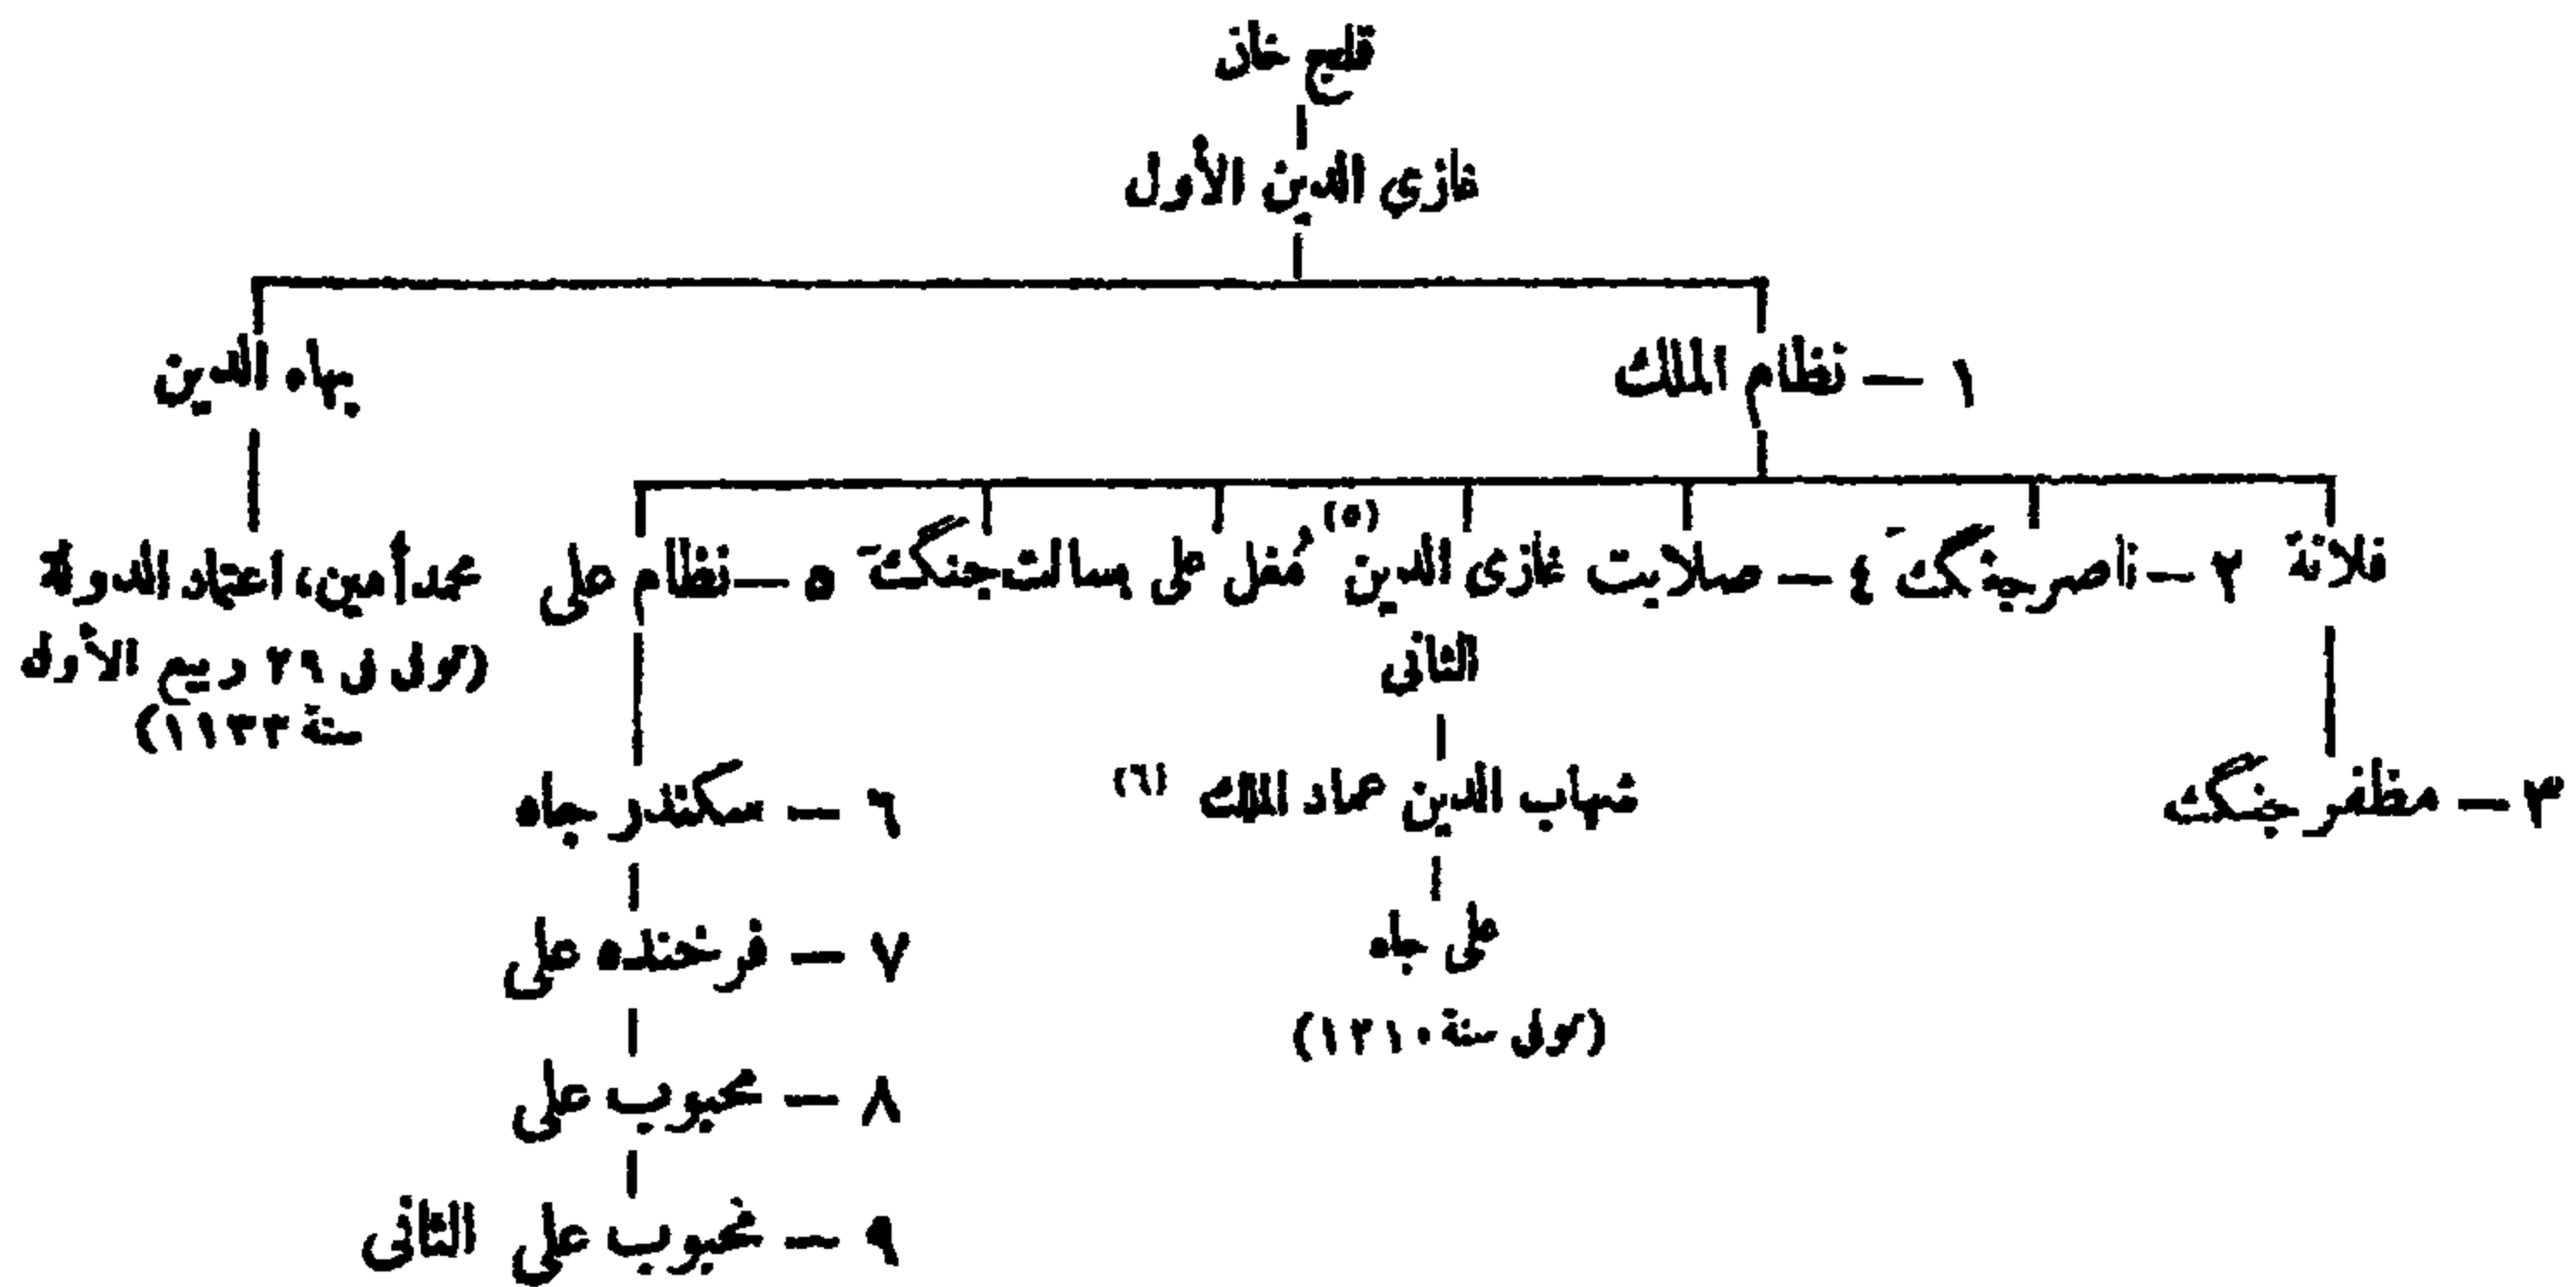 قليج خان
غازي الدين الأول
١ — نظام الملك
بهاء الدين
فلانة ٢ — ناصر جنگ ٤ — صلابت غازى الدين (٥) مُغل على بسالت جنگ ٥ — نظام على محمد أمين، اعتماد الدولة
الثانى (توفى فى ٢٩ ربيع الأول
سنة ١١٣٣)
٣ — مظفر جنگ شهاب الدين عماد الملك (٦) ٦ — سكندر جاه
على جاه ٧ — فرخنده على
(توفى سنة ١٢١٠)
٨ — محبوب على
٩ — محبوب على الثانى